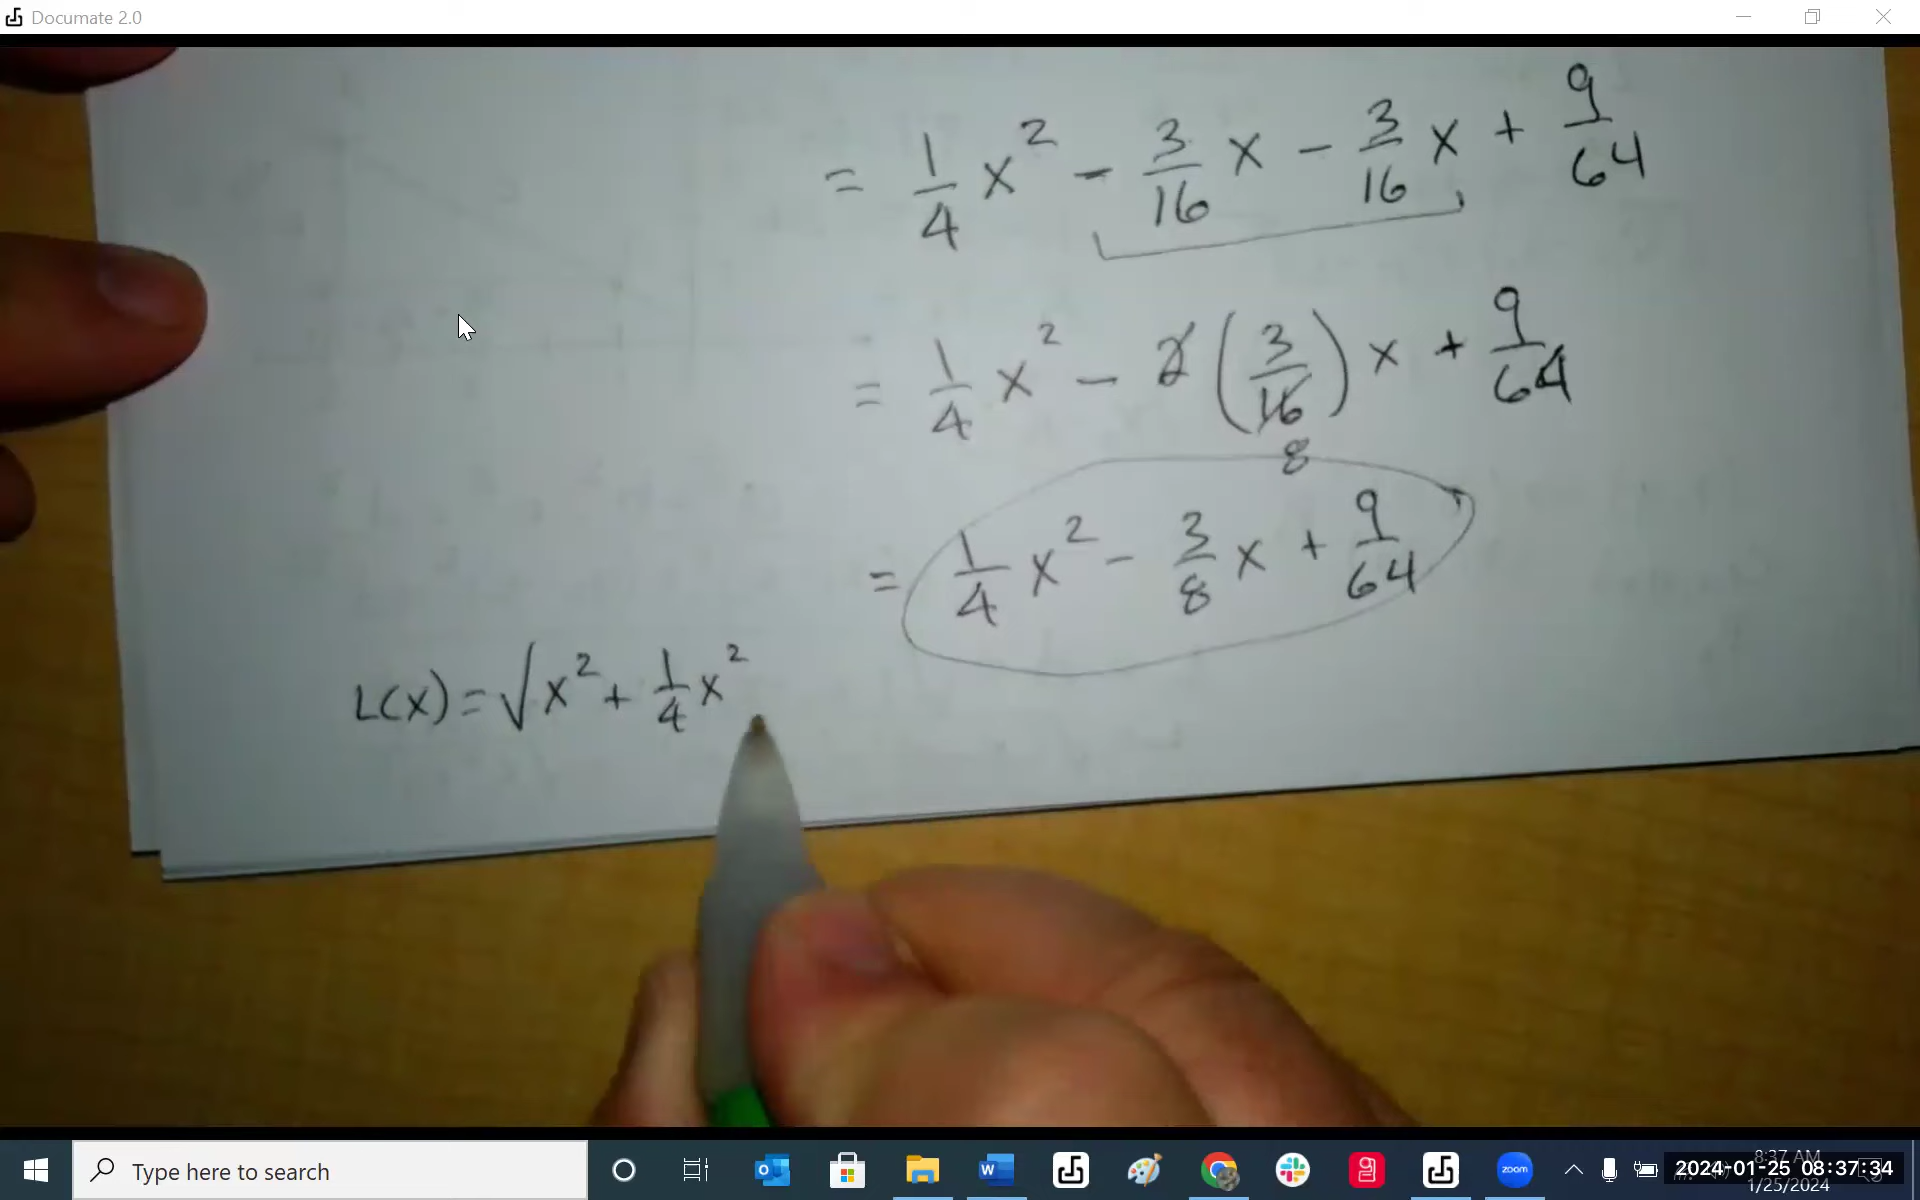 Documate 2.0
= 1/4 x² - 3/16 x - 3/16 x + 9/64
= 1/4 x² - 2 (3/16) x + 9/64
8
= 1/4 x² - 3/8 x + 9/64
L(x) = √x² + 1/4 x²
Type here to search
zoom
8:37 AM
2024-01-25 08:37:34
1/25/2024